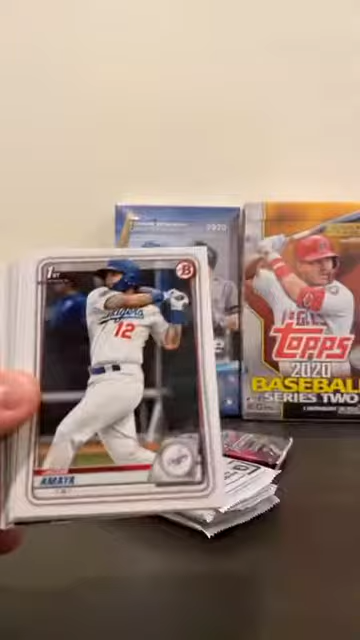 2020
1ST
B
Dodgers
12
AMAYA
TOPPS
2020
BASEBALL
SERIES TWO